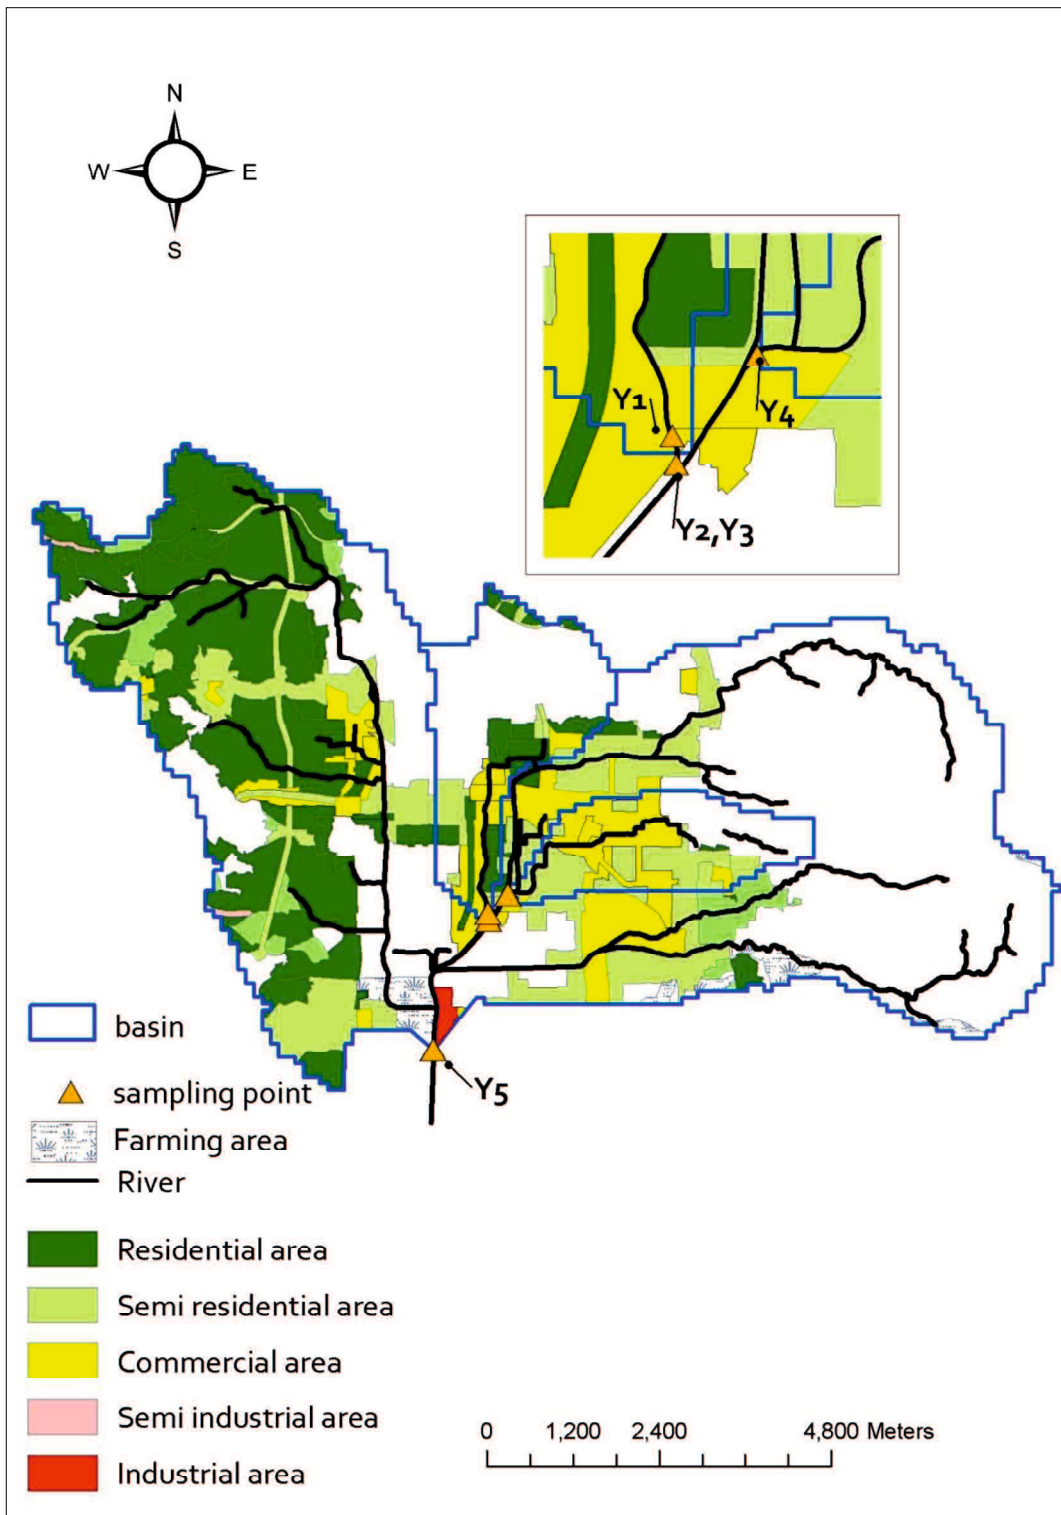 N
W E
S
Y1
Y4
Y2,Y3
Y5
basin
sampling point
Farming area
River
Residential area
Semi residential area
Commercial area
Semi industrial area
Industrial area
0 1,200 2,400 4,800 Meters